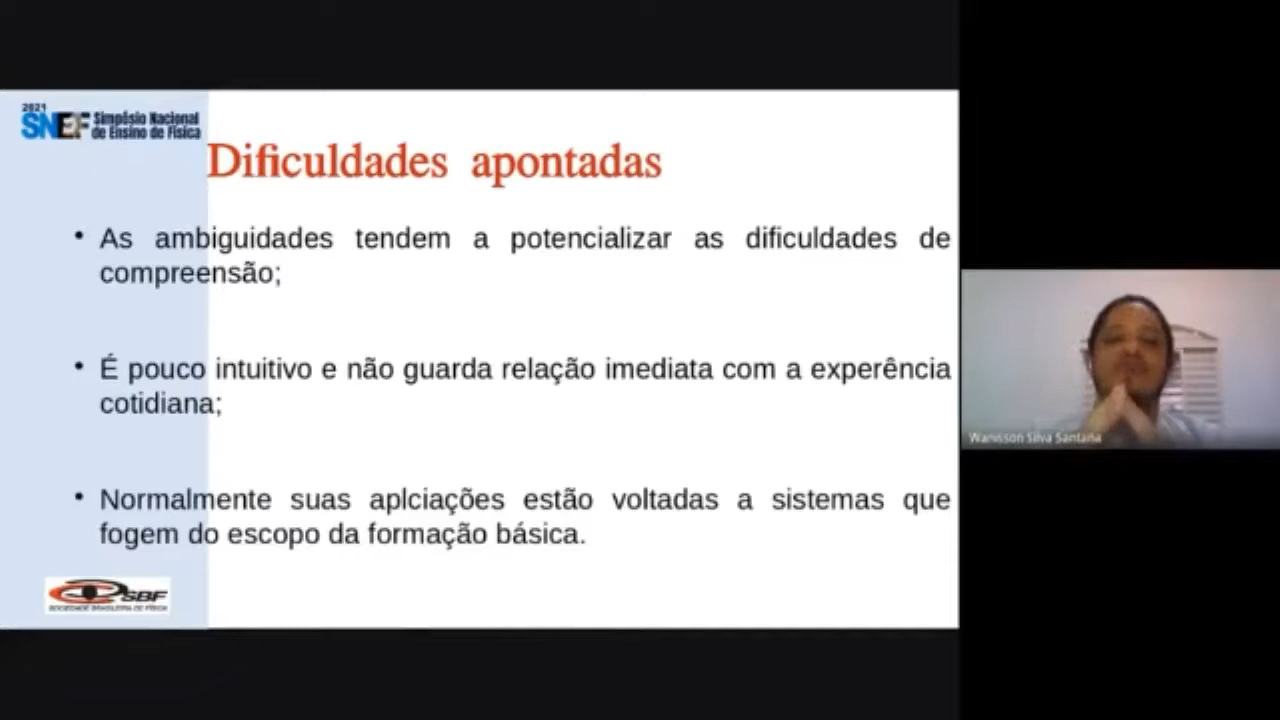 2021
SNEF Simpósio Nacional
de Ensino de Física
Dificuldades apontadas
• As ambiguidades tendem a potencializar as dificuldades de
compreensão;
• É pouco intuitivo e não guarda relação imediata com a experência
cotidiana;
• Normalmente suas aplciações estão voltadas a sistemas que
fogem do escopo da formação básica.
SBF
SOCIEDADE BRASILEIRA DE FÍSICA
Wanisson Silva Santana